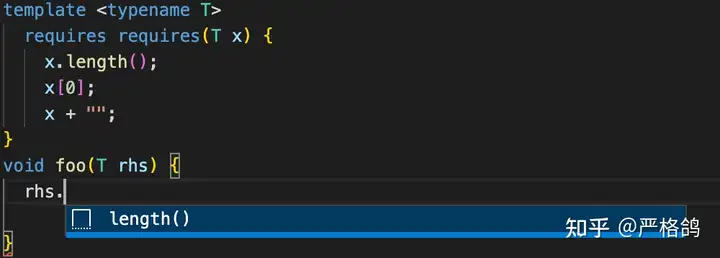 template <typename T>
  requires requires(T x) {
    x.length();
    x[0];
    x + "";
}
void foo(T rhs) {
  rhs.
length()
知乎 @严格鸽
}